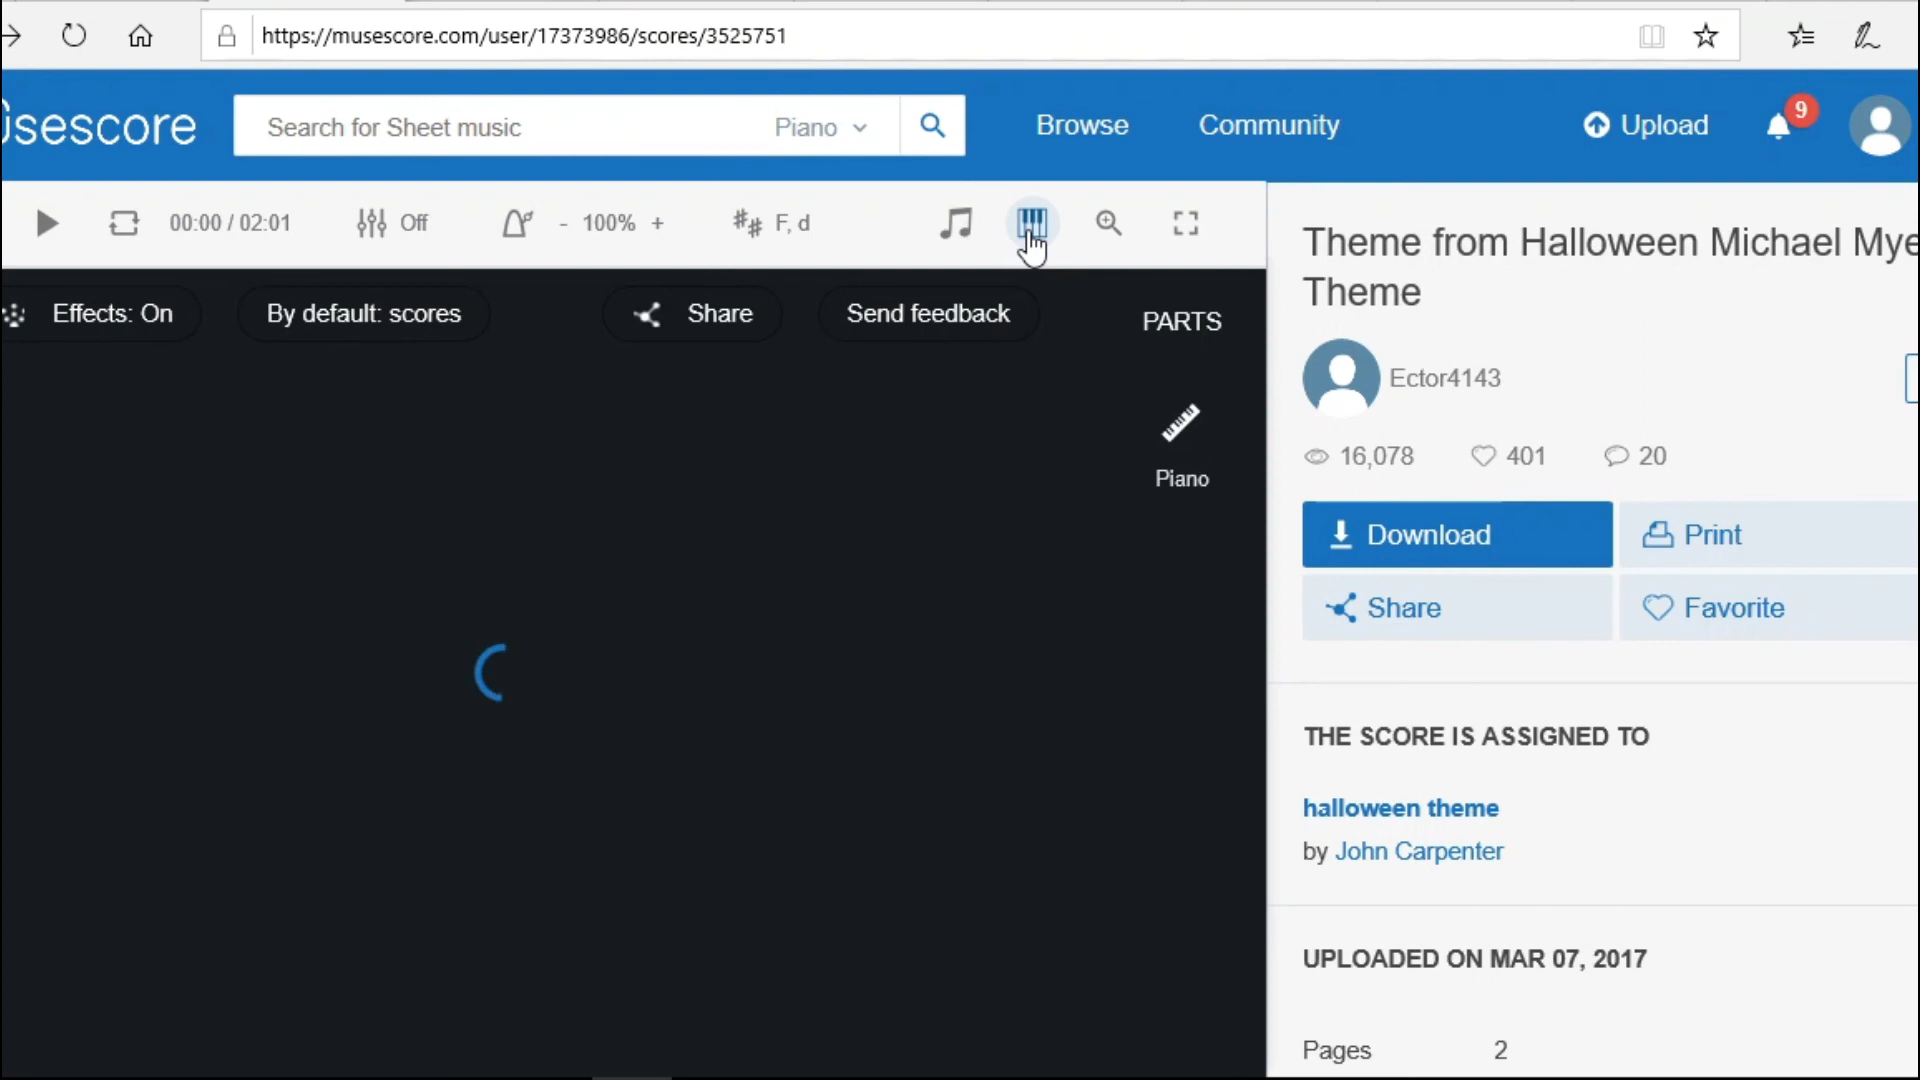 https://musescore.com/user/17373986/scores/3525751
usescore
Search for Sheet music
Piano
Browse
Community
Upload
9
00:00 / 02:01
Off
- 100% +
F, d
Effects: On
By default: scores
Share
Send feedback
PARTS
Piano
Theme from Halloween Michael Mye
Theme
Ector4143
16,078
401
20
Download
Print
Share
Favorite
THE SCORE IS ASSIGNED TO
halloween theme
by John Carpenter
UPLOADED ON MAR 07, 2017
Pages 2